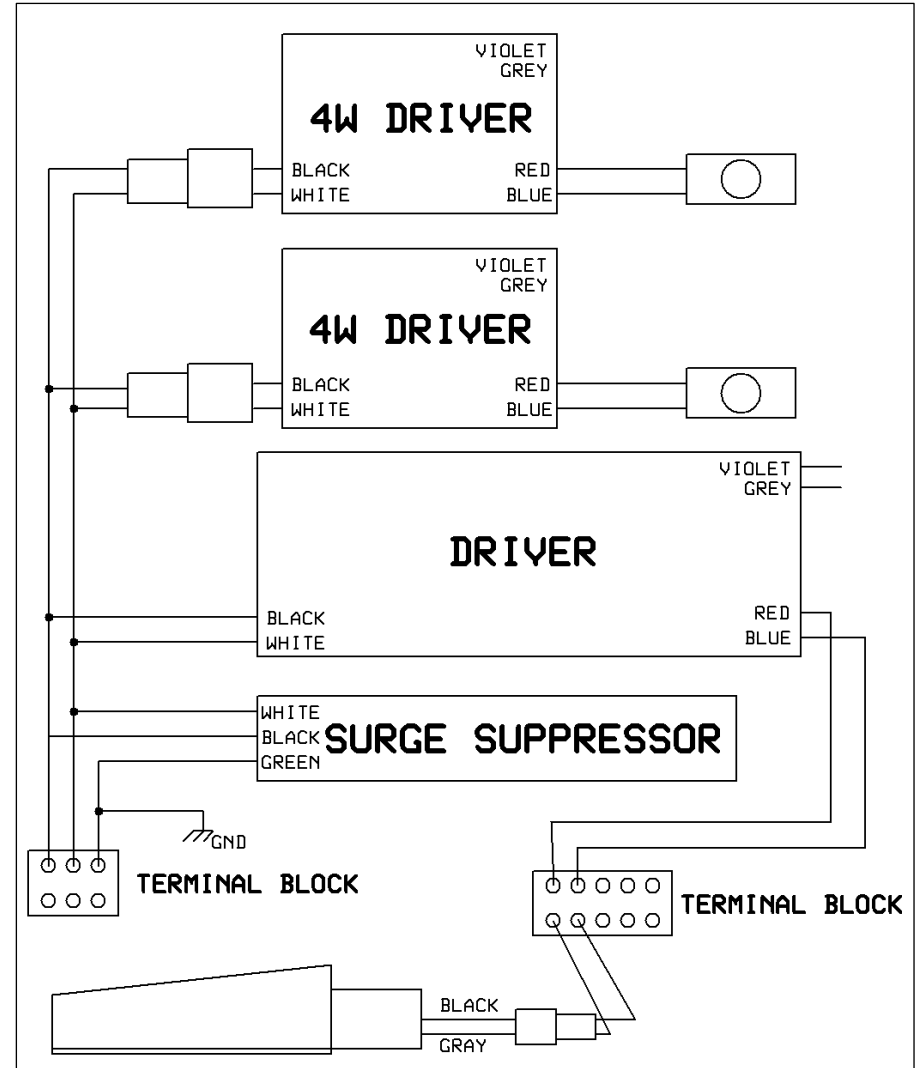 VIOLET
GREY
4W DRIVER
BLACK
RED
WHITE
BLUE
VIOLET
GREY
4W DRIVER
BLACK
RED
WHITE
BLUE
VIOLET
GREY
DRIVER
BLACK
RED
WHITE
BLUE
WHITE
BLACK
GREEN
SURGE SUPPRESSOR
GND
TERMINAL BLOCK
TERMINAL BLOCK
BLACK
GRAY